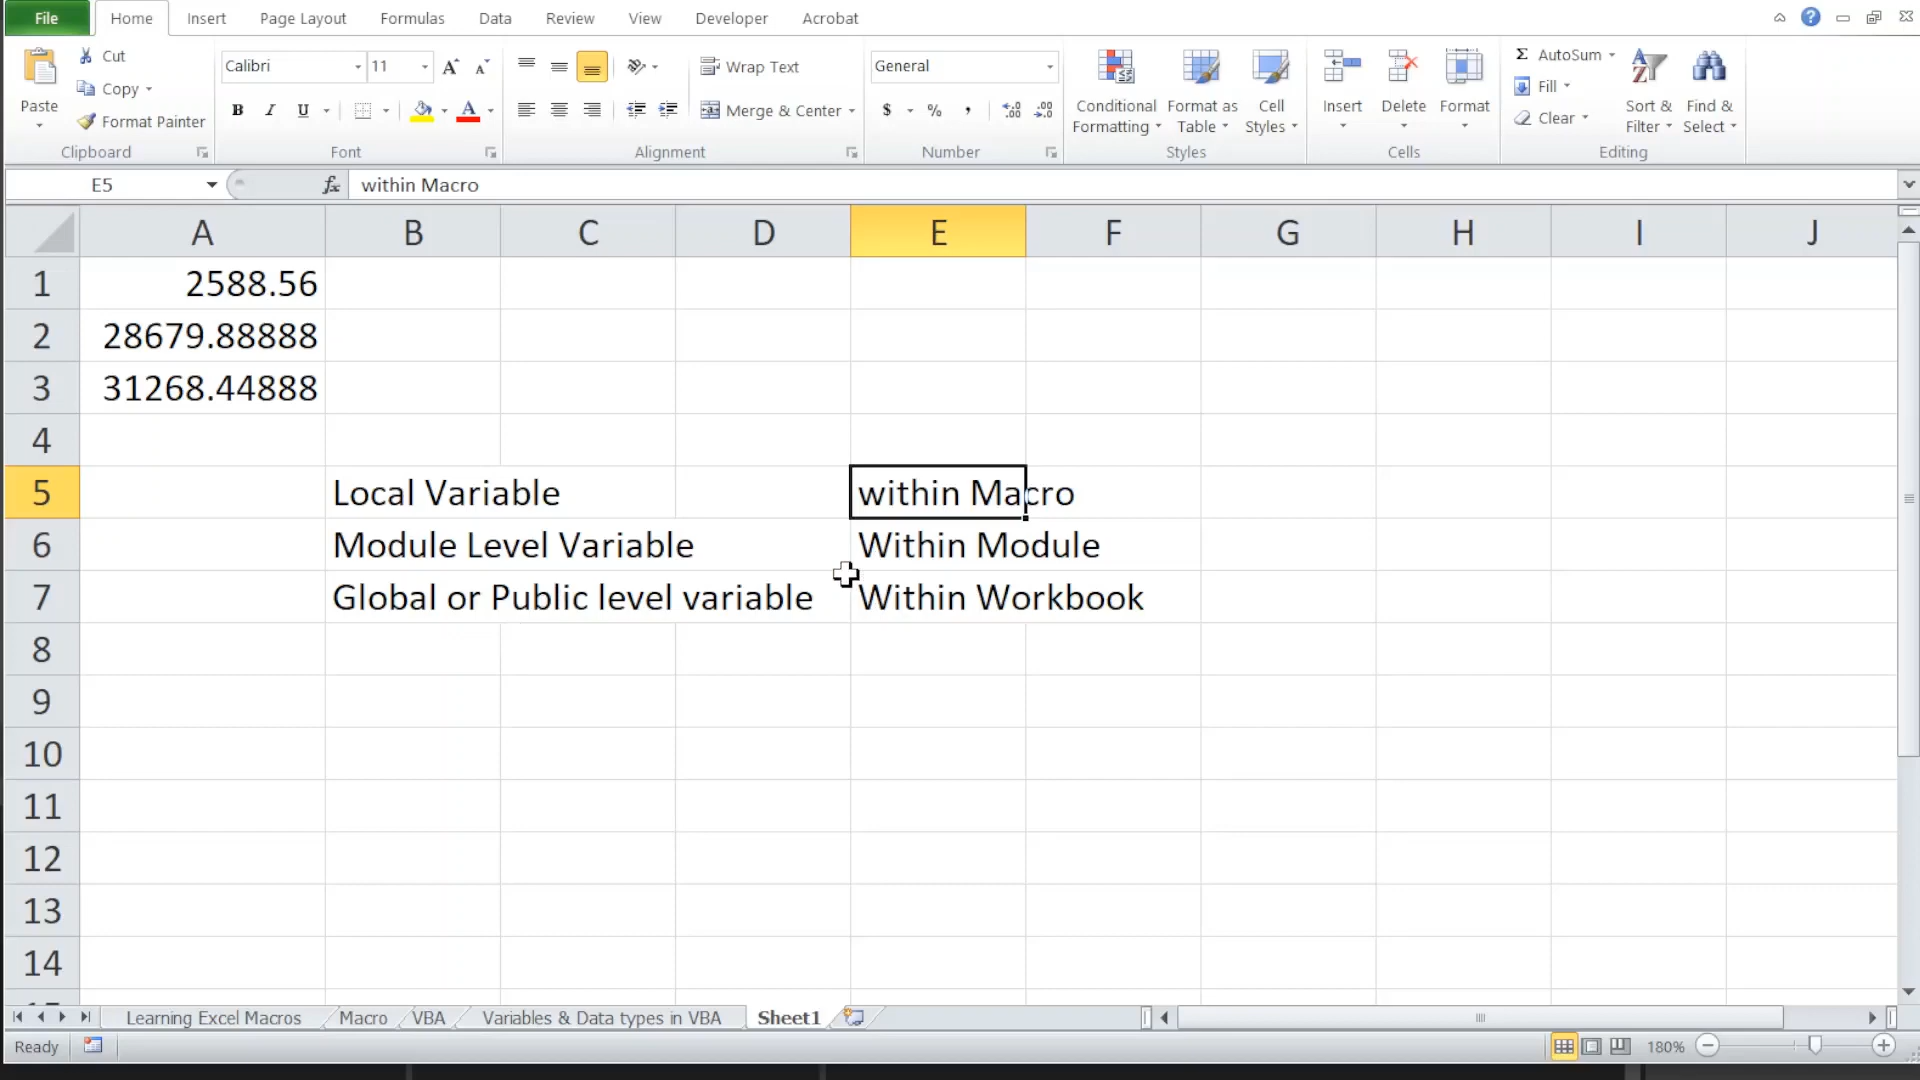 File Home Insert Page Layout Formulas Data Review View Developer Acrobat
Cut
Copy
Format Painter
Paste
Clipboard
Calibri 11
B I U
Font
Wrap Text
Merge & Center
Alignment
General
$ % ,
Number
Conditional Formatting
Format as Table
Cell Styles
Styles
Insert Delete Format
Cells
Σ AutoSum
Fill
Clear
Sort & Filter
Find & Select
Editing
E5 fx within Macro
A B C D E F G H I J
1 2588.56
2 28679.88888
3 31268.44888
4
5 Local Variable within Macro
6 Module Level Variable Within Module
7 Global or Public level variable Within Workbook
8
9
10
11
12
13
14
Learning Excel Macros Macro VBA Variables & Data types in VBA Sheet1
Ready 180%